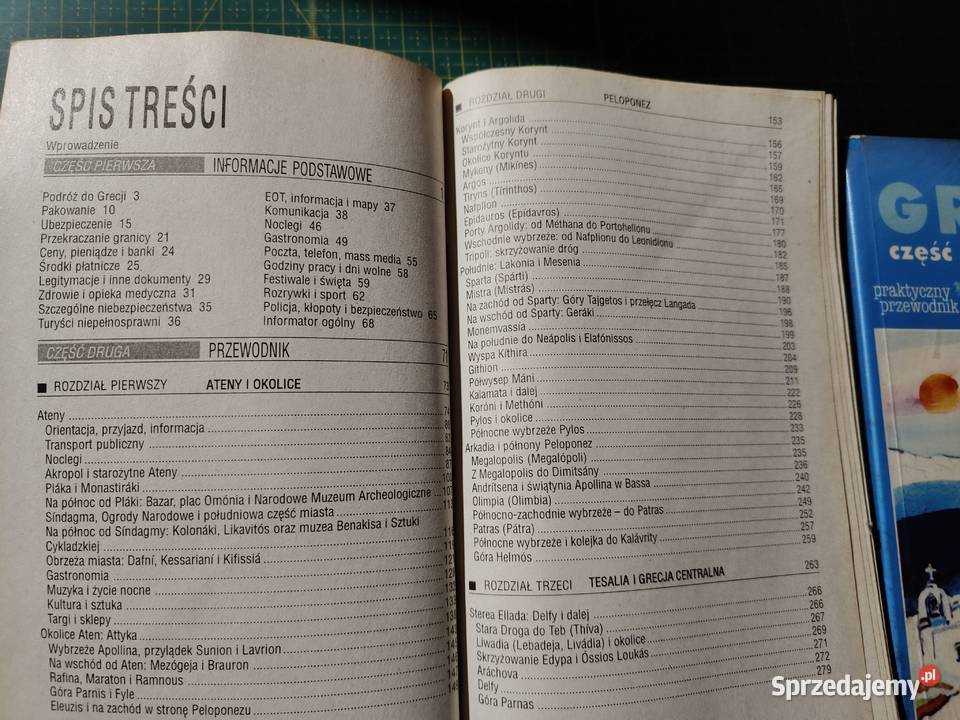 SPIS TREŚCI
Wprowadzenie
CZĘŚĆ PIERWSZA INFORMACJE PODSTAWOWE 1
Podróż do Grecji 3
Pakowanie 10
Ubezpieczenie 15
Przekraczanie granicy 21
Ceny, pieniądze i banki 24
Środki płatnicze 25
Legitymacje i inne dokumenty 29
Zdrowie i opieka medyczna 31
Szczególne niebezpieczeństwa 35
Turyści niepełnosprawni 36
EOT, informacja i mapy 37
Komunikacja 38
Noclegi 46
Gastronomia 49
Poczta, telefon, mass media 55
Godziny pracy i dni wolne 58
Festiwale i święta 59
Rozrywki i sport 62
Policja, kłopoty i bezpieczeństwo 65
Informator ogólny 68
CZĘŚĆ DRUGA PRZEWODNIK 71
ROZDZIAŁ PIERWSZY ATENY I OKOLICE
Ateny
Orientacja, przyjazd, informacja
Transport publiczny
Noclegi
Akropol i starożytne Ateny
Pláka i Monastiráki
Na północ od Pláki: Bazar, plac Omónia i Narodowe Muzeum Archeologiczne
Síndagma, Ogrody Narodowe i południowa część miasta
Na północ od Síndagmy: Kolonáki, Likavitós oraz muzea Benakisa i Sztuki
Cykladzkiej
Obrzeża miasta: Dafní, Kessarianí i Kifissiá
Gastronomia
Muzyka i życie nocne
Kultura i sztuka
Targi i sklepy
Okolice Aten: Attyka
Wybrzeże Apollina, przylądek Sunion i Lavrion
Na wschód od Aten: Mezógeja i Brauron
Rafina, Maraton i Ramnous
Góra Parnis i Fyle
Eleuzis i na zachód w stronę Peloponezu
ROZDZIAŁ DRUGI PELOPONEZ 153
Korynt i Argolida 156
Współczesny Korynt 157
Starożytny Korynt 159
Okolice Koryntu 162
Mykeny (Mikínes) 165
Argos 169
Tiryns (Tírinthos) 170
Nafplion 171
Epidauros (Epídavros) 177
Porty Argolidy: od Méthana do Portohelionu 180
Wschodnie wybrzeże: od Nafplionu do Leonidionu 182
Tripoli: skrzyżowanie dróg 185
Południe: Lakonia i Mesenia 187
Sparta (Spárti) 188
Mistra (Mistrás) 190
Na zachód od Sparty: Góry Tajgetos i przełęcz Langada 196
Na wschód od Sparty: Geráki 198
Monemvassía 199
Na południe do Neápolis i Elafónissos 203
Wyspa Kíthira 204
Gíthion 209
Półwysep Máni 211
Kalamata i dalej 222
Koróni i Methóni 226
Pylos i okolice 228
Północne wybrzeże Pylos 233
Arkadia i północny Peloponez 235
Megalopolis (Megalópoli) 235
Z Megalopolis do Dimitsány 236
Andrítsena i świątynia Apollina w Bassa 240
Olimpia (Olimbía) 242
Północno-zachodnie wybrzeże – do Patras 249
Patras (Pátra) 252
Północne wybrzeże i kolejka do Kalávrity 257
Góra Helmós 259
ROZDZIAŁ TRZECI TESALIA I GRECJA CENTRALNA 263
Sterea Ellada: Delfy i dalej 266
Stara Droga do Teb (Thíva) 266
Liwadia (Lebadeja, Livádia) i okolice 267
Skrzyżowanie Edypa i Óssios Loukás 269
Aráchova 271
Delfy 272
Góra Parnas 279
GR
część
praktyczny
przewodnik
Sprzedajemy.pl